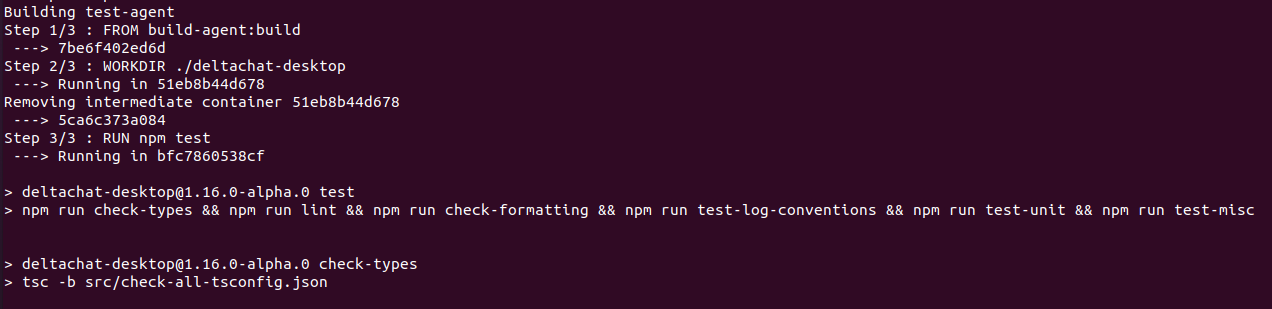 Building test-agent
Step 1/3 : FROM build-agent:build
 ---> 7be6f402ed6d
Step 2/3 : WORKDIR ./deltachat-desktop
 ---> Running in 51eb8b44d678
Removing intermediate container 51eb8b44d678
 ---> 5ca6c373a084
Step 3/3 : RUN npm test
 ---> Running in bfc7860538cf
> deltachat-desktop@1.16.0-alpha.0 test
> npm run check-types && npm run lint && npm run check-formatting && npm run test-log-conventions && npm run test-unit && npm run test-misc
> deltachat-desktop@1.16.0-alpha.0 check-types
> tsc -b src/check-all-tsconfig.json